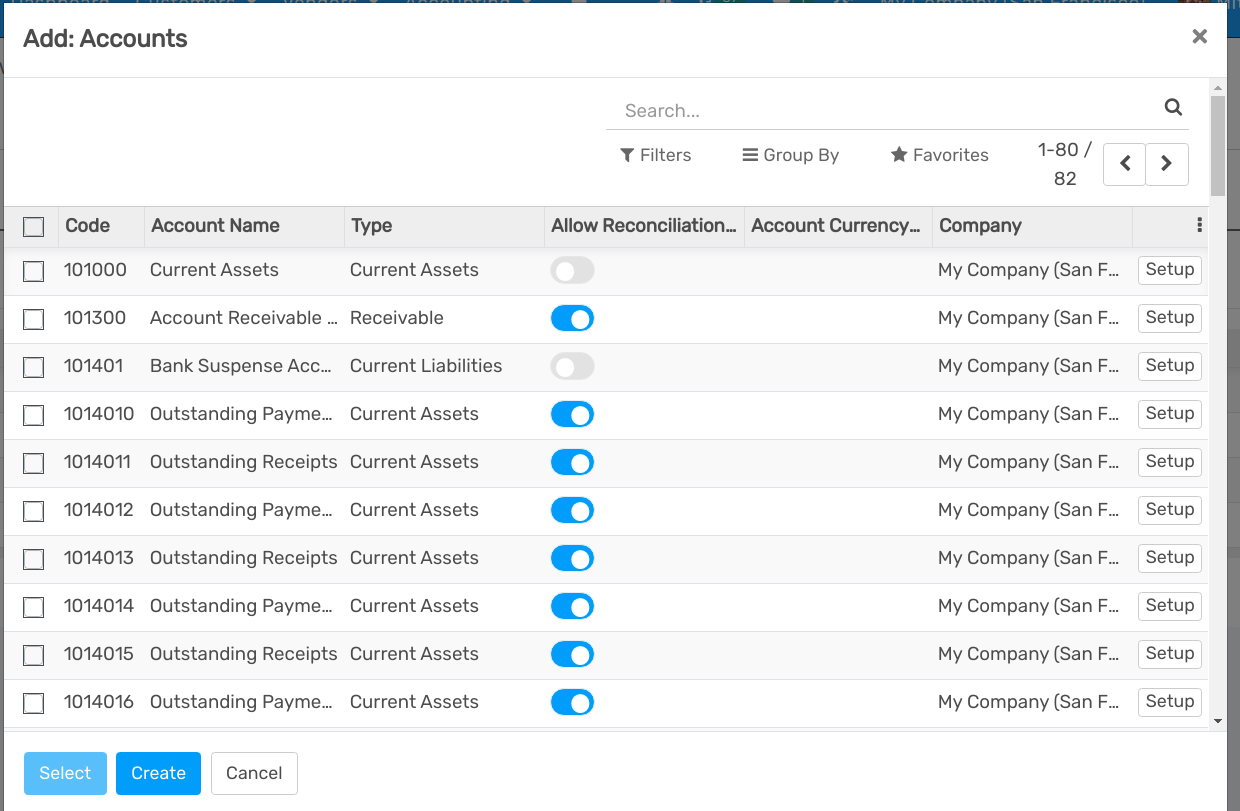 Add: Accounts
Search...
Filters
Group By
Favorites
1-80 /
82
Code Account Name Type Allow Reconciliation... Account Currency... Company
101000 Current Assets Current Assets My Company (San F... Setup
101300 Account Receivable ... Receivable My Company (San F... Setup
101401 Bank Suspense Acc... Current Liabilities My Company (San F... Setup
1014010 Outstanding Payme... Current Assets My Company (San F... Setup
1014011 Outstanding Receipts Current Assets My Company (San F... Setup
1014012 Outstanding Payme... Current Assets My Company (San F... Setup
1014013 Outstanding Receipts Current Assets My Company (San F... Setup
1014014 Outstanding Payme... Current Assets My Company (San F... Setup
1014015 Outstanding Receipts Current Assets My Company (San F... Setup
1014016 Outstanding Payme... Current Assets My Company (San F... Setup
Select Create Cancel